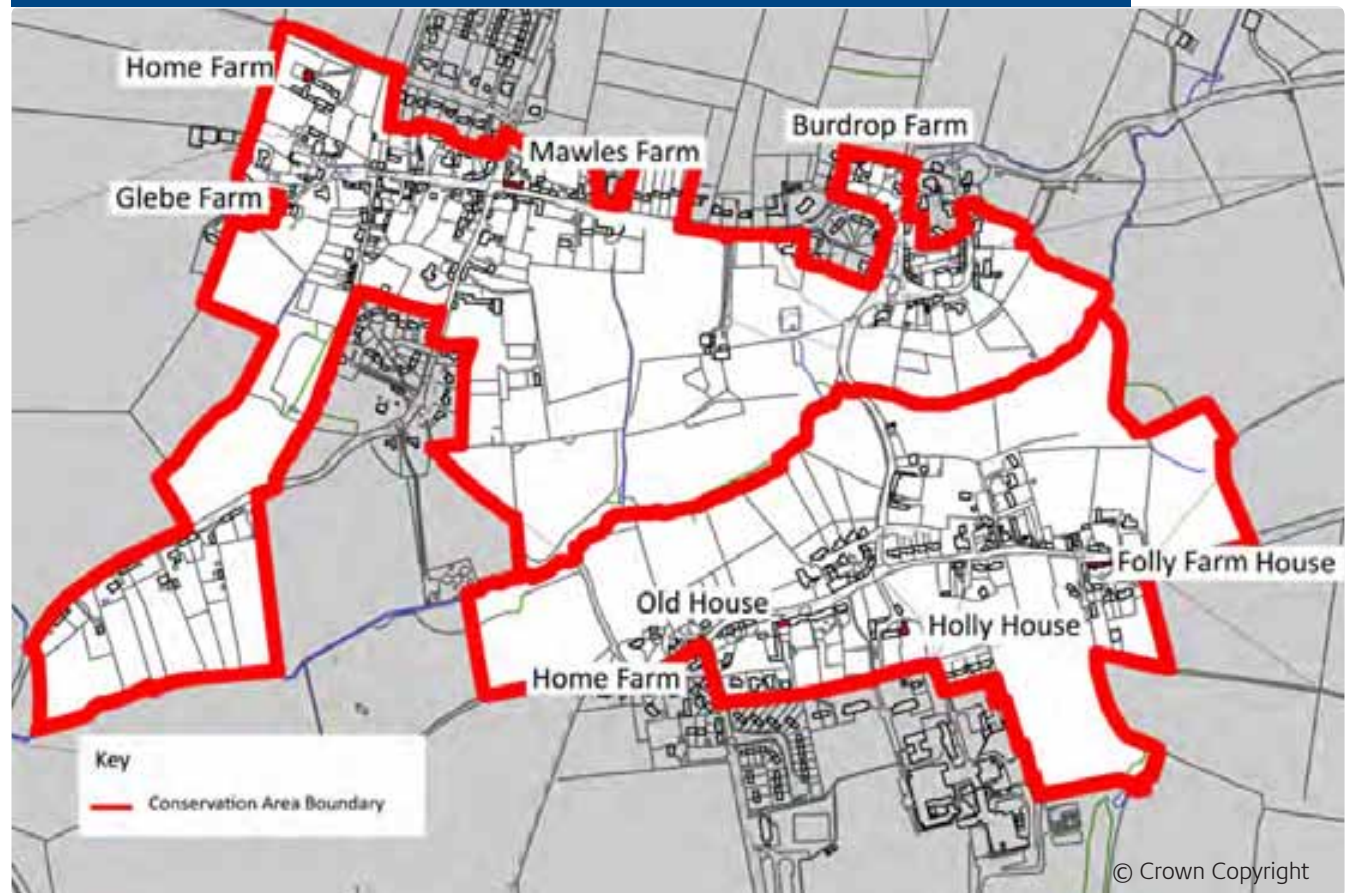 Home Farm
Burdrop Farm
Mawles Farm
Glebe Farm
Folly Farm House
Old House
Holly House
Home Farm
Key
Conservation Area Boundary
© Crown Copyright